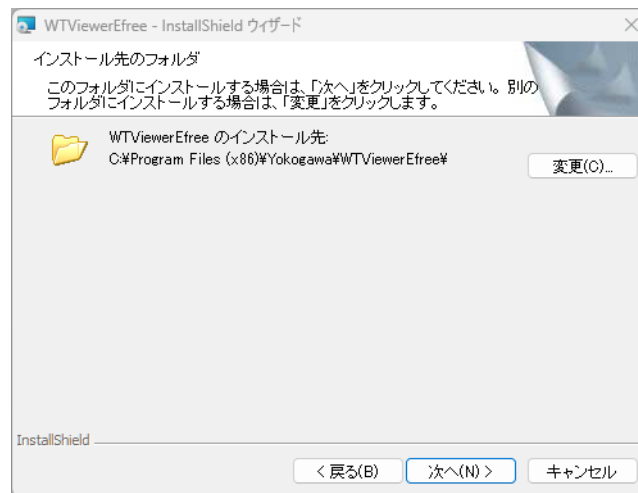 WTViewerEfree - InstallShield ウィザード
インストール先のフォルダ
このフォルダにインストールする場合は、「次へ」をクリックしてください。別の
フォルダにインストールする場合は、「変更」をクリックします。
WTViewerEfree のインストール先:
C:¥Program Files (x86)¥Yokogawa¥WTViewerEfree¥
変更(C)...
InstallShield
< 戻る(B)
次へ(N) >
キャンセル